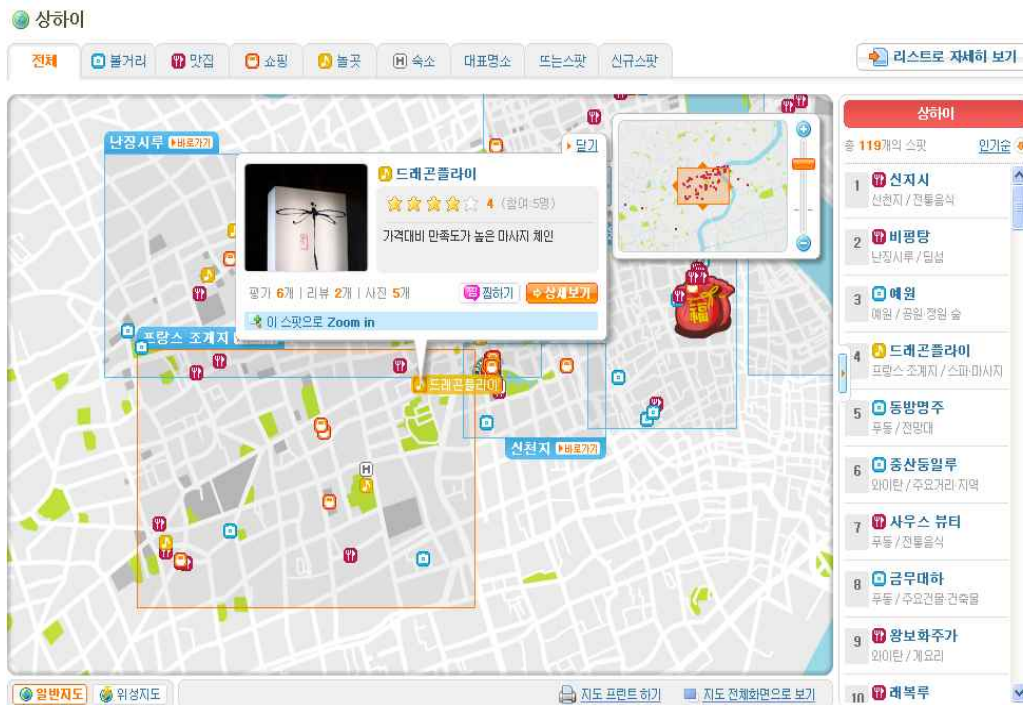 상하이
전체 볼거리 맛집 쇼핑 놀곳 H 숙소 대표명소 뜨는스팟 신규스팟 리스트로 자세히 보기
난징시루 바로가기
닫기
드래곤플라이
4 (참여:5명)
가격대비 만족도가 높은 마사지 체인
평가 6개 | 리뷰 2개 | 사진 5개 찜 찜하기 상세보기
이 스팟으로 Zoom in
福
프랑스 조계지
드래곤플라이
신천지 바로가기
H
일반지도 위성지도 지도 프린트 하기 지도 전체화면으로 보기
상하이
총 119개의 스팟 인기순
1 신지시
신천지 / 전통음식
2 비펑탕
난징시루 / 딤섬
3 예원
예원 / 공원·정원·숲
4 드래곤플라이
프랑스 조계지 / 스파·마사지
5 동방명주
푸동 / 전망대
6 중산동일루
와이탄 / 주요거리·지역
7 사우스 뷰티
푸동 / 전통음식
8 금무대하
푸동 / 주요건물·건축물
9 왕보화주가
와이탄 / 게요리
10 래복루